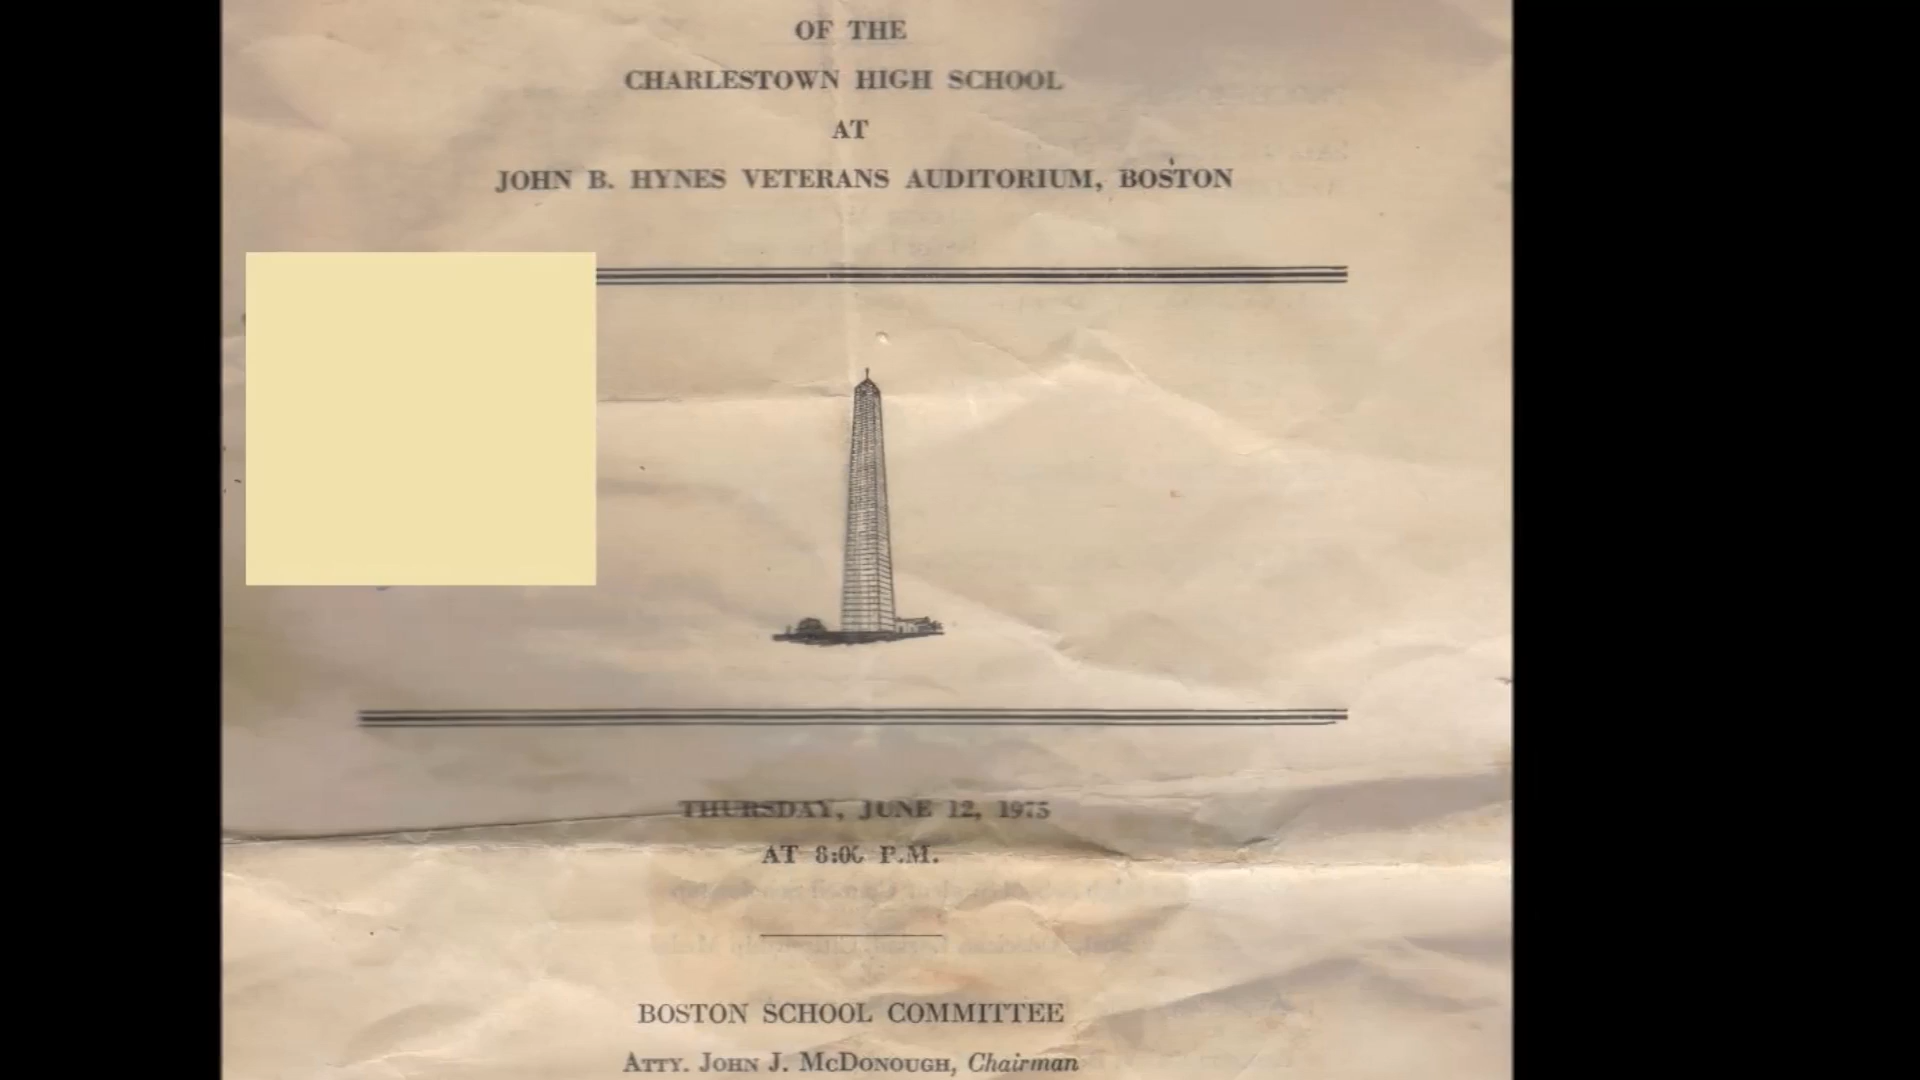 OF THE
CHARLESTOWN HIGH SCHOOL
AT
JOHN B. HYNES VETERANS AUDITORIUM, BOSTON
THURSDAY, JUNE 12, 1975
AT 8:00 P.M.
BOSTON SCHOOL COMMITTEE
ATTY. JOHN J. MCDONOUGH, Chairman